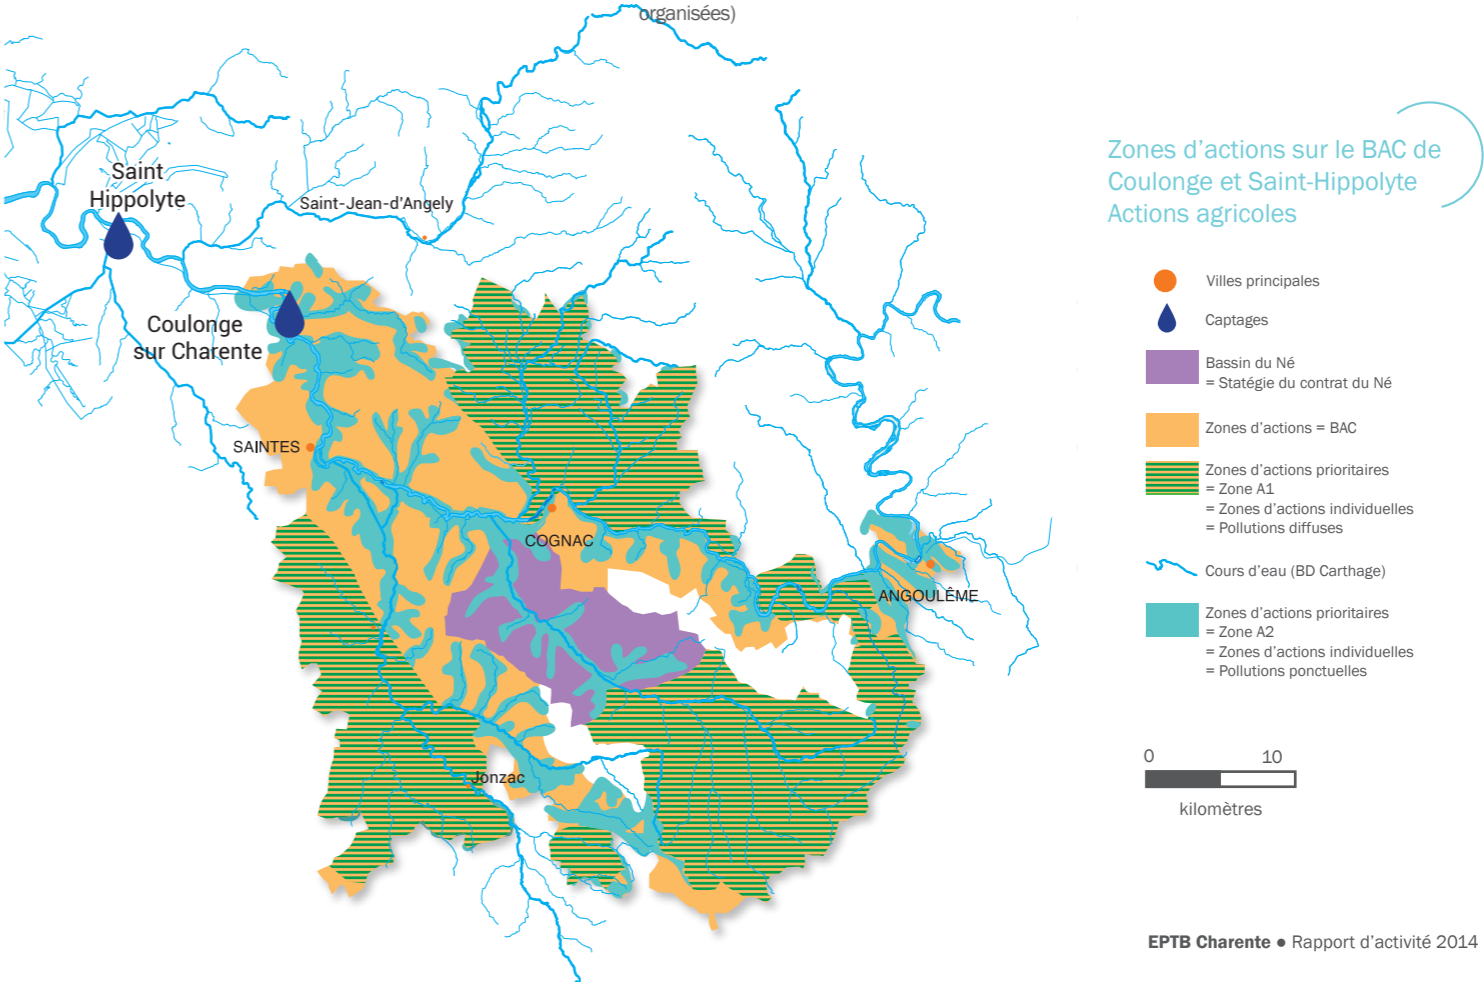 organisées)
Saint
Hippolyte
Saint-Jean-d'Angely
Coulonge
sur Charente
SAINTES
COGNAC
ANGOULÊME
Jonzac
Zones d'actions sur le BAC de
Coulonge et Saint-Hippolyte
Actions agricoles
Villes principales
Captages
Bassin du Né
= Statégie du contrat du Né
Zones d'actions = BAC
Zones d'actions prioritaires
= Zone A1
= Zones d'actions individuelles
= Pollutions diffuses
Cours d'eau (BD Carthage)
Zones d'actions prioritaires
= Zone A2
= Zones d'actions individuelles
= Pollutions ponctuelles
0 10
kilomètres
EPTB Charente ● Rapport d'activité 2014